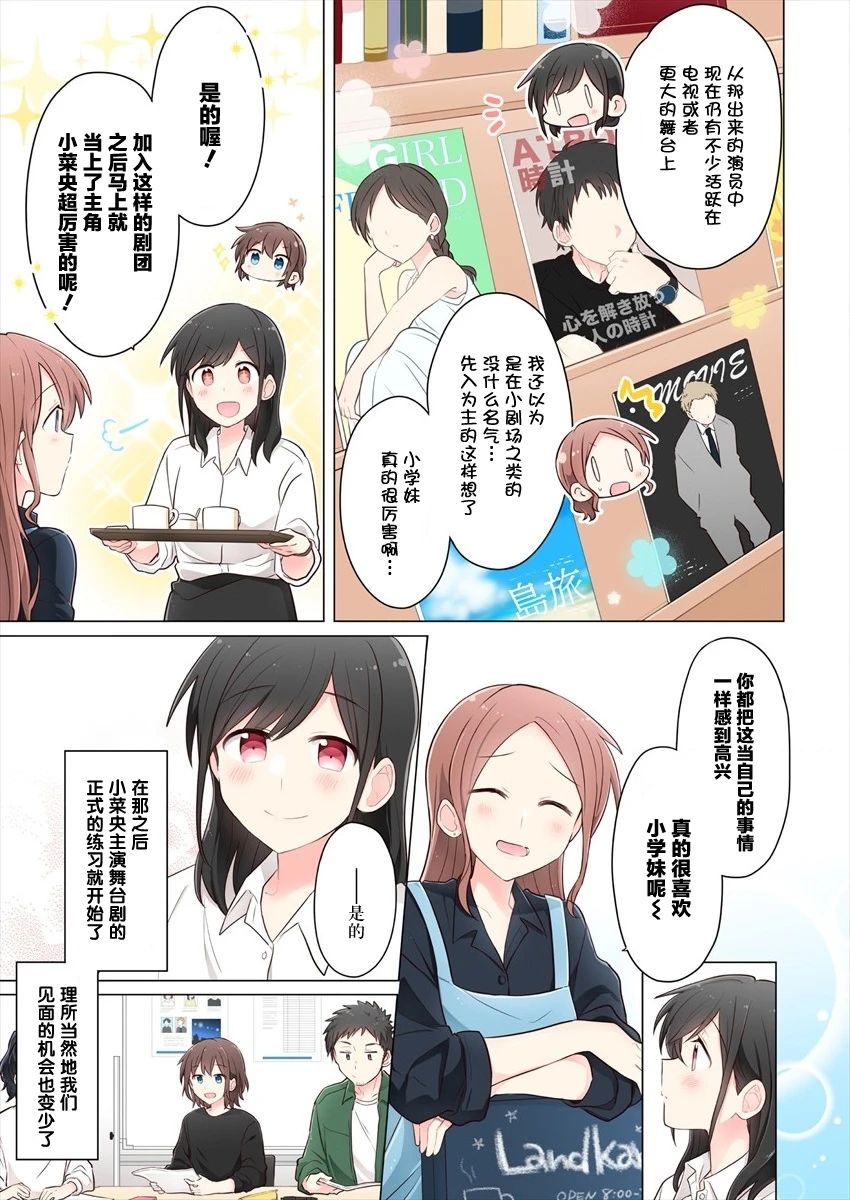 从那出来的演员中
现在仍有不少活跃在
电视或者
更大的舞台上
GIRL
時計
心を解き放つ
人の時計
MOVIE
我还以为
是在小剧场之类的
没什么名气…
先入为主的这样想了
小学妹
真的很厉害啊…
島旅
是的喔！
加入这样的剧团
之后马上就
当上了主角
小菜央超厉害的呢！
你都把这当自己的事情
一样感到高兴
真的很喜欢
小学妹呢～
——是的
在那之后
小菜央主演舞台剧的
正式的练习就开始了
理所当然地我们
见面的机会也变少了
Landka
OPEN 8:00-